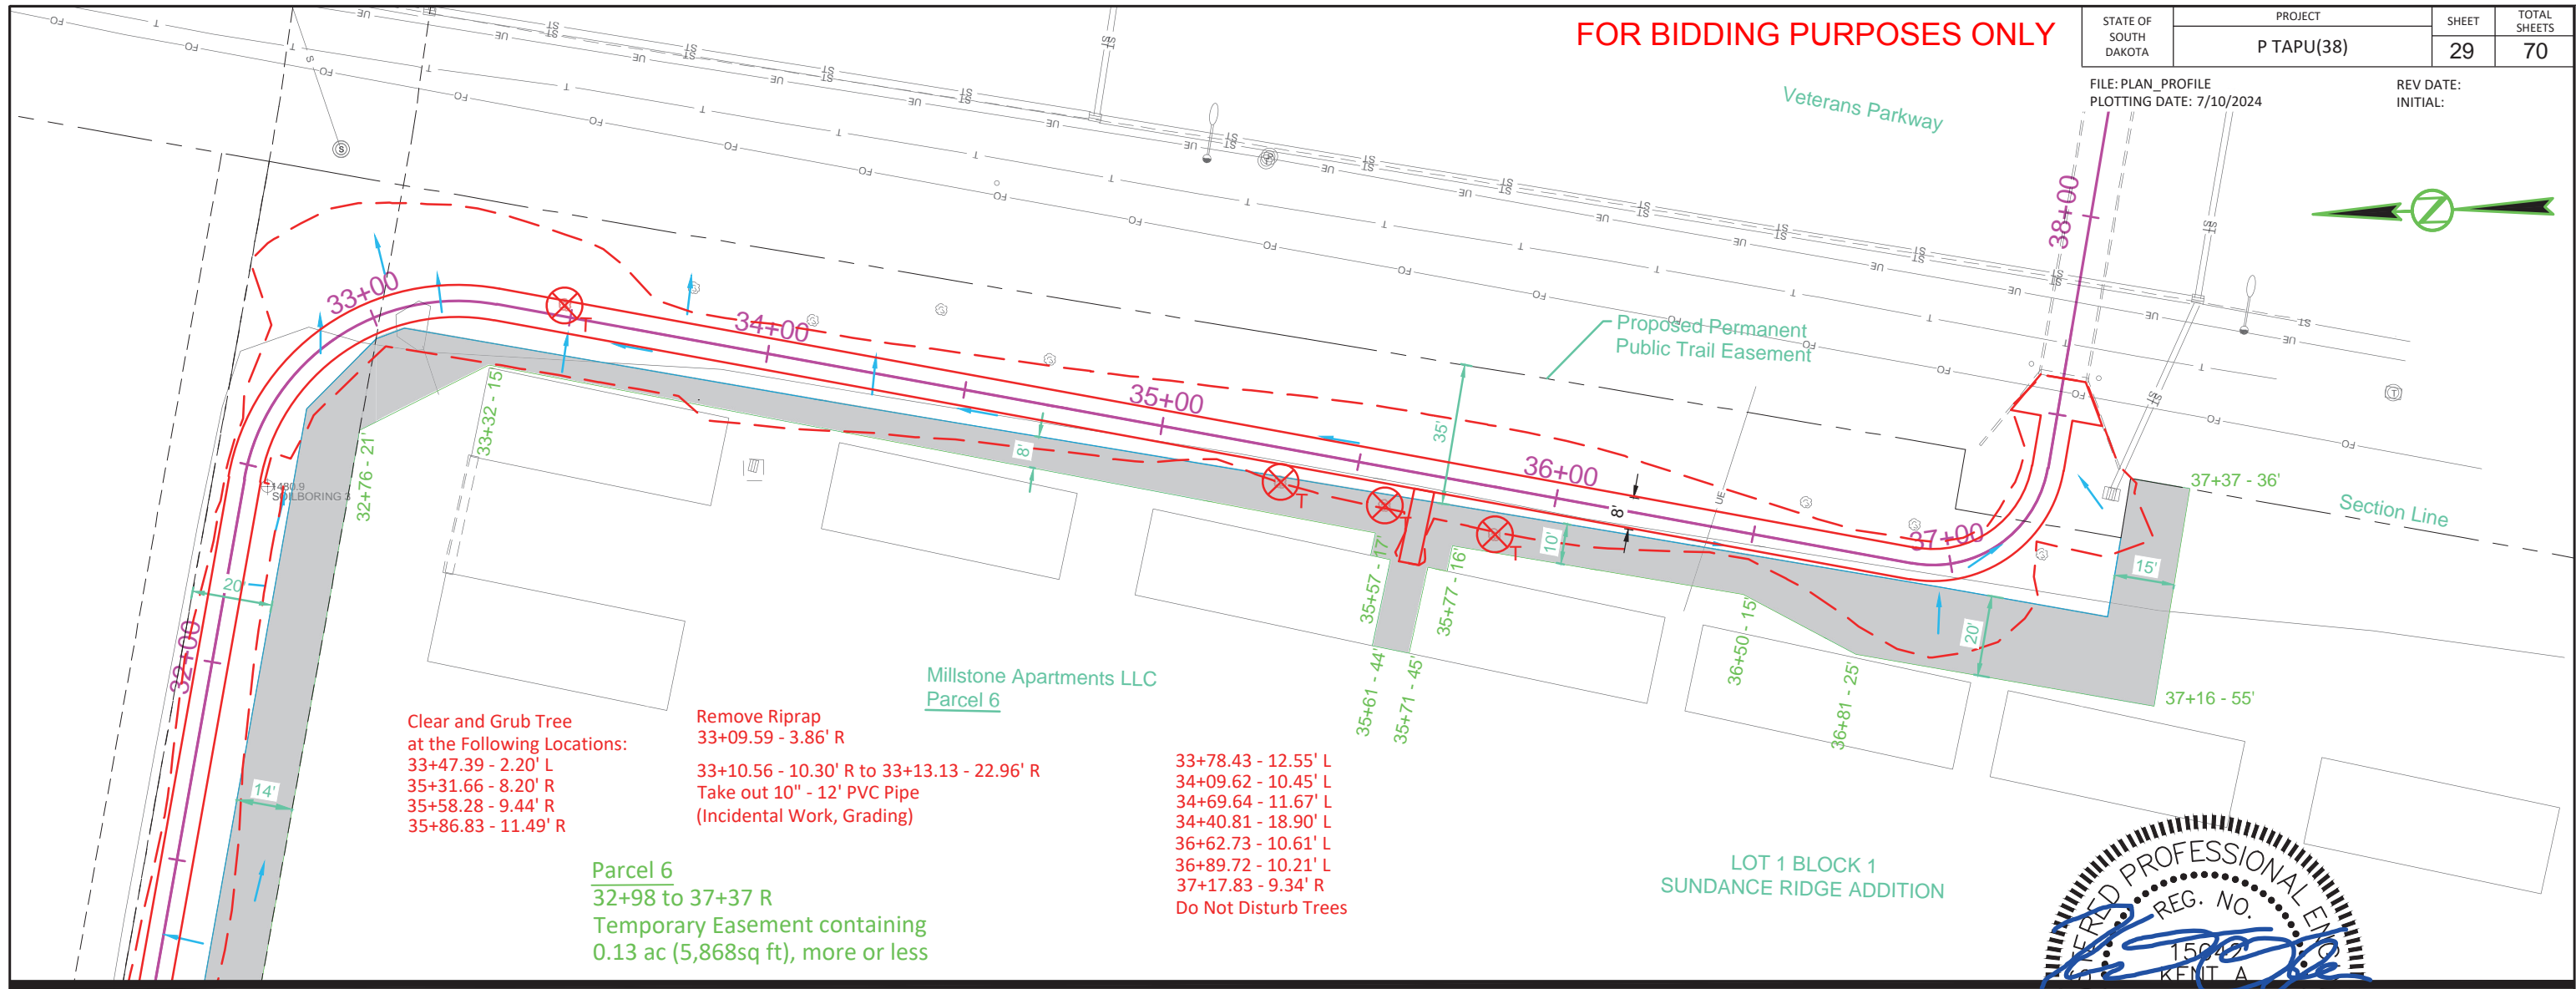 FOR BIDDING PURPOSES ONLY
STATE OF
SOUTH
DAKOTA
PROJECT
P TAPU(38)
SHEET
29
TOTAL
SHEETS
70
FILE: PLAN_PROFILE
PLOTTING DATE: 7/10/2024
REV DATE:
INITIAL:
Veterans Parkway
Z
38+00
33+00
34+00
35+00
36+00
37+00
32+00
Proposed Permanent
Public Trail Easement
35'
8'
8'
10'
20'
15'
20'
14'
37+37 - 36'
Section Line
37+16 - 55'
32+76 - 21'
33+32 - 15'
35+57 - 17'
35+77 - 16'
35+61 - 44'
35+71 - 45'
36+50 - 15'
36+81 - 25'
1480.9
SOILBORING 3
Millstone Apartments LLC
Parcel 6
Clear and Grub Tree
at the Following Locations:
33+47.39 - 2.20' L
35+31.66 - 8.20' R
35+58.28 - 9.44' R
35+86.83 - 11.49' R
Remove Riprap
33+09.59 - 3.86' R
33+10.56 - 10.30' R to 33+13.13 - 22.96' R
Take out 10" - 12' PVC Pipe
(Incidental Work, Grading)
33+78.43 - 12.55' L
34+09.62 - 10.45' L
34+69.64 - 11.67' L
34+40.81 - 18.90' L
36+62.73 - 10.61' L
36+89.72 - 10.21' L
37+17.83 - 9.34' R
Do Not Disturb Trees
Parcel 6
32+98 to 37+37 R
Temporary Easement containing
0.13 ac (5,868sq ft), more or less
LOT 1 BLOCK 1
SUNDANCE RIDGE ADDITION
PROFESSIONAL
REG. NO.
KENT A